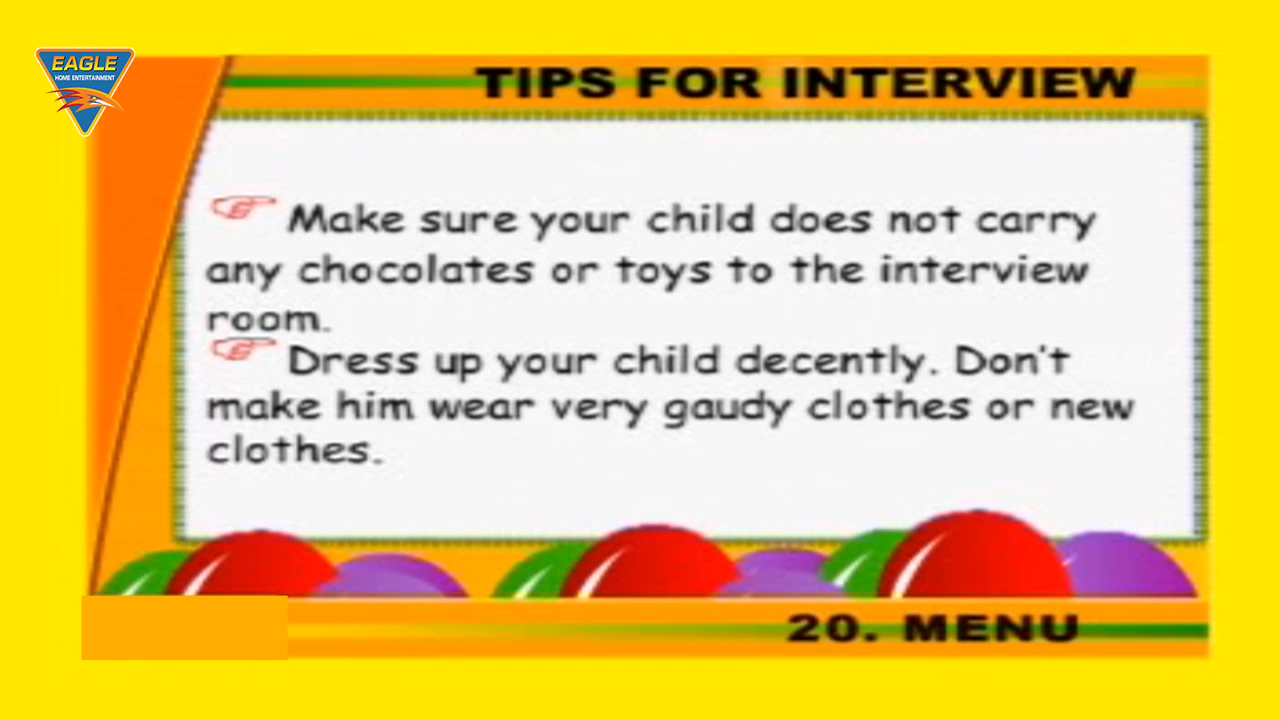 EAGLE
HOME ENTERTAINMENT
TIPS FOR INTERVIEW
Make sure your child does not carry
any chocolates or toys to the interview
room.
Dress up your child decently. Don't
make him wear very gaudy clothes or new
clothes.
20. MENU